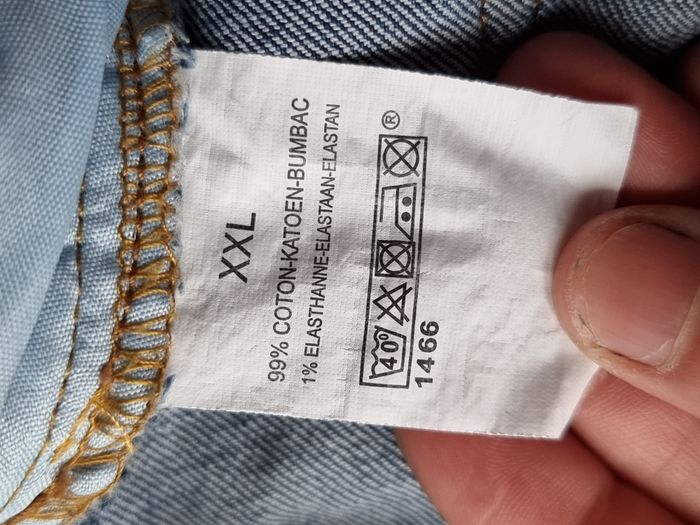 XXL
99% COTON-KATOEN-BUMBAC
1% ELASTHANNE-ELASTAAN-ELASTAN
40° ®
1466